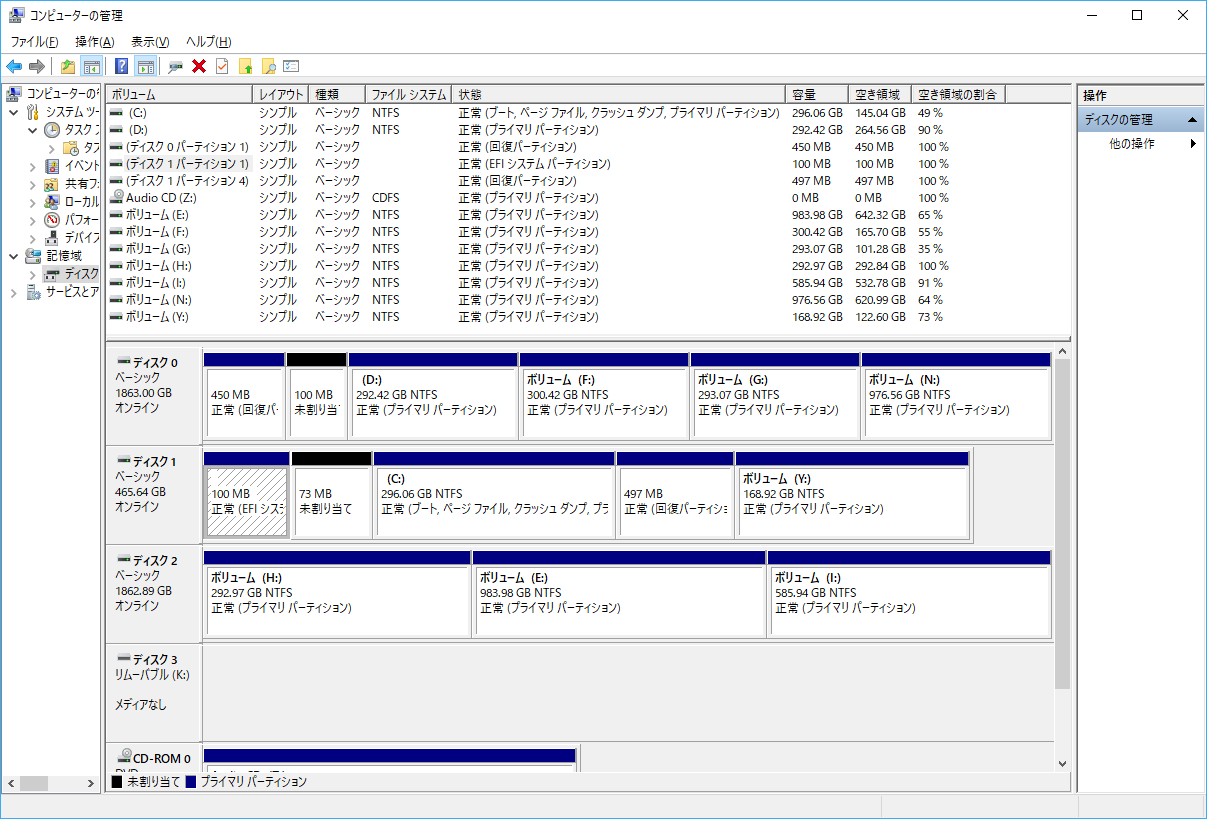 コンピューターの管理
ファイル(F) 操作(A) 表示(V) ヘルプ(H)
コンピューターの
システム ツー
タスク ス
タス
イベント
共有フォ
ローカル
パフォー
デバイス
記憶域
ディスク
サービスとア
ボリューム レイアウト 種類 ファイル システム 状態 容量 空き領域 空き領域の割合
(C:) シンプル ベーシック NTFS 正常 (ブート, ページ ファイル, クラッシュ ダンプ, プライマリ パーティション) 296.06 GB 145.04 GB 49 %
(D:) シンプル ベーシック NTFS 正常 (プライマリ パーティション) 292.42 GB 264.56 GB 90 %
(ディスク 0 パーティション 1) シンプル ベーシック 正常 (回復パーティション) 450 MB 450 MB 100 %
(ディスク 1 パーティション 1) シンプル ベーシック 正常 (EFI システム パーティション) 100 MB 100 MB 100 %
(ディスク 1 パーティション 4) シンプル ベーシック 正常 (回復パーティション) 497 MB 497 MB 100 %
Audio CD (Z:) シンプル ベーシック CDFS 正常 (プライマリ パーティション) 0 MB 0 MB 100 %
ボリューム (E:) シンプル ベーシック NTFS 正常 (プライマリ パーティション) 983.98 GB 642.32 GB 65 %
ボリューム (F:) シンプル ベーシック NTFS 正常 (プライマリ パーティション) 300.42 GB 165.70 GB 55 %
ボリューム (G:) シンプル ベーシック NTFS 正常 (プライマリ パーティション) 293.07 GB 101.28 GB 35 %
ボリューム (H:) シンプル ベーシック NTFS 正常 (プライマリ パーティション) 292.97 GB 292.84 GB 100 %
ボリューム (I:) シンプル ベーシック NTFS 正常 (プライマリ パーティション) 585.94 GB 532.78 GB 91 %
ボリューム (N:) シンプル ベーシック NTFS 正常 (プライマリ パーティション) 976.56 GB 620.99 GB 64 %
ボリューム (Y:) シンプル ベーシック NTFS 正常 (プライマリ パーティション) 168.92 GB 122.60 GB 73 %
操作
ディスクの管理
他の操作
ディスク 0
ベーシック
1863.00 GB
オンライン
450 MB
正常 (回復パ
100 MB
未割り当
(D:)
292.42 GB NTFS
正常 (プライマリ パーティション)
ボリューム (F:)
300.42 GB NTFS
正常 (プライマリ パーティション)
ボリューム (G:)
293.07 GB NTFS
正常 (プライマリ パーティション)
ボリューム (N:)
976.56 GB NTFS
正常 (プライマリ パーティション)
ディスク 1
ベーシック
465.64 GB
オンライン
100 MB
正常 (EFI シス
73 MB
未割り当て
(C:)
296.06 GB NTFS
正常 (ブート, ページ ファイル, クラッシュ ダンプ, プラ
497 MB
正常 (回復パーティショ
ボリューム (Y:)
168.92 GB NTFS
正常 (プライマリ パーティション)
ディスク 2
ベーシック
1862.89 GB
オンライン
ボリューム (H:)
292.97 GB NTFS
正常 (プライマリ パーティション)
ボリューム (E:)
983.98 GB NTFS
正常 (プライマリ パーティション)
ボリューム (I:)
585.94 GB NTFS
正常 (プライマリ パーティション)
ディスク 3
リムーバブル (K:)
メディアなし
CD-ROM 0
未割り当て プライマリ パーティション